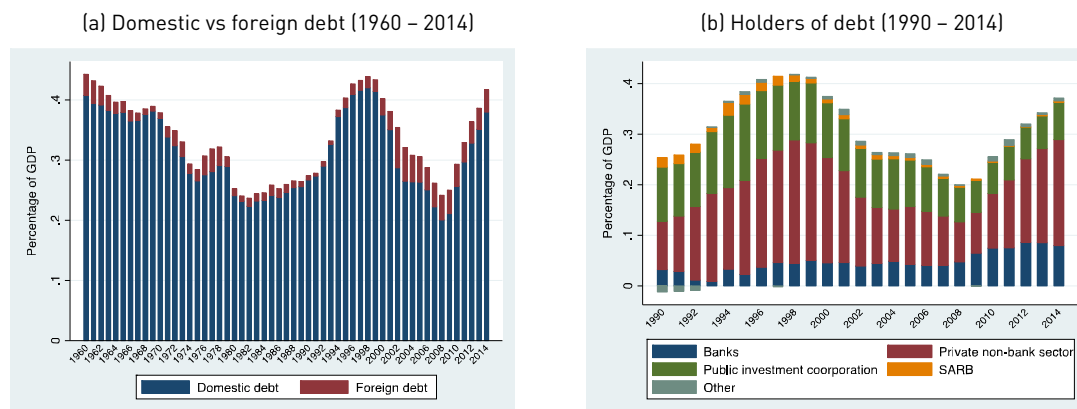 (a) Domestic vs foreign debt (1960 – 2014)
Percentage of GDP
.4
.3
.2
.1
0
1960 1962 1964 1966 1968 1970 1972 1974 1976 1978 1980 1982 1984 1986 1988 1990 1992 1994 1996 1998 2000 2002 2004 2006 2008 2010 2012 2014
Domestic debt Foreign debt
(b) Holders of debt (1990 – 2014)
Percentage of GDP
.4
.3
.2
.1
0
1990 1992 1994 1996 1998 2000 2002 2004 2006 2008 2010 2012 2014
Banks Private non-bank sector
Public investment coorporation SARB
Other